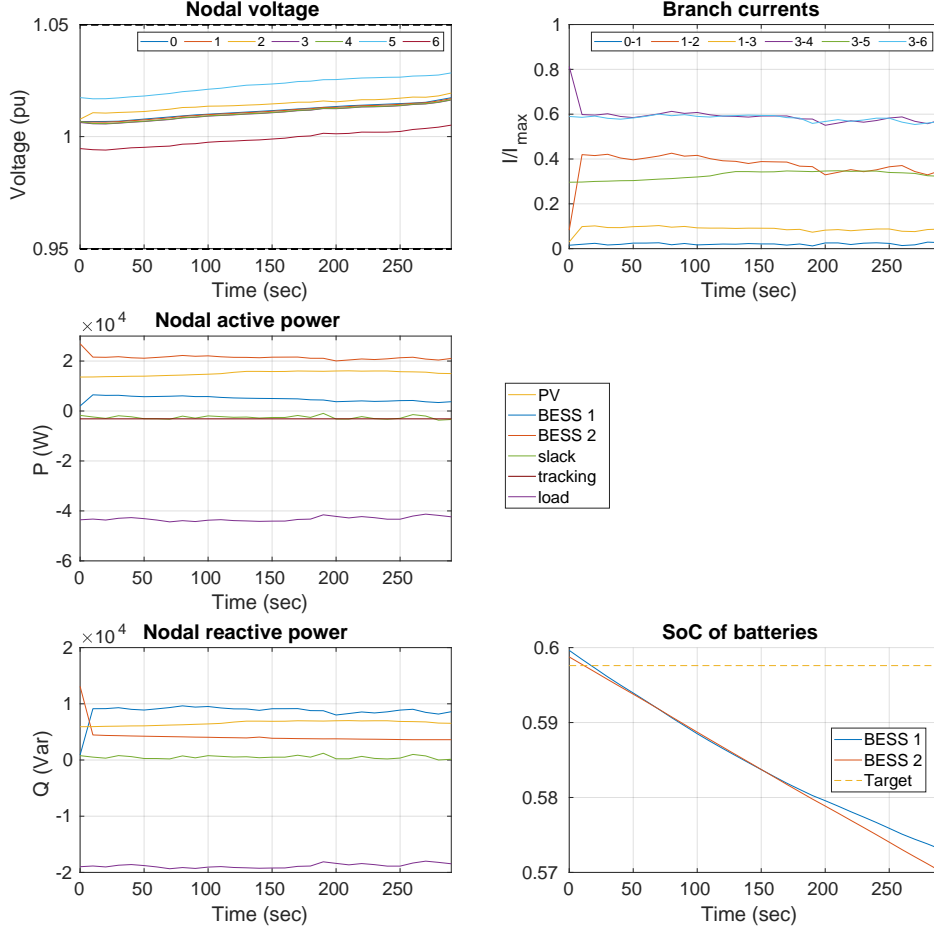 Nodal voltage
1.05
1
0.95
Voltage (pu)
0 1 2 3 4 5 6
0 50 100 150 200 250
Time (sec)
Branch currents
1
0.8
0.6
0.4
0.2
0
I/I_max
0-1 1-2 1-3 3-4 3-5 3-6
0 50 100 150 200 250
Time (sec)
Nodal active power
×10^4
2
0
-2
-4
-6
P (W)
0 50 100 150 200 250
Time (sec)
PV
BESS 1
BESS 2
slack
tracking
load
Nodal reactive power
×10^4
2
1
0
-1
-2
Q (Var)
0 50 100 150 200 250
Time (sec)
SoC of batteries
0.6
0.59
0.58
0.57
BESS 1
BESS 2
Target
0 50 100 150 200 250
Time (sec)